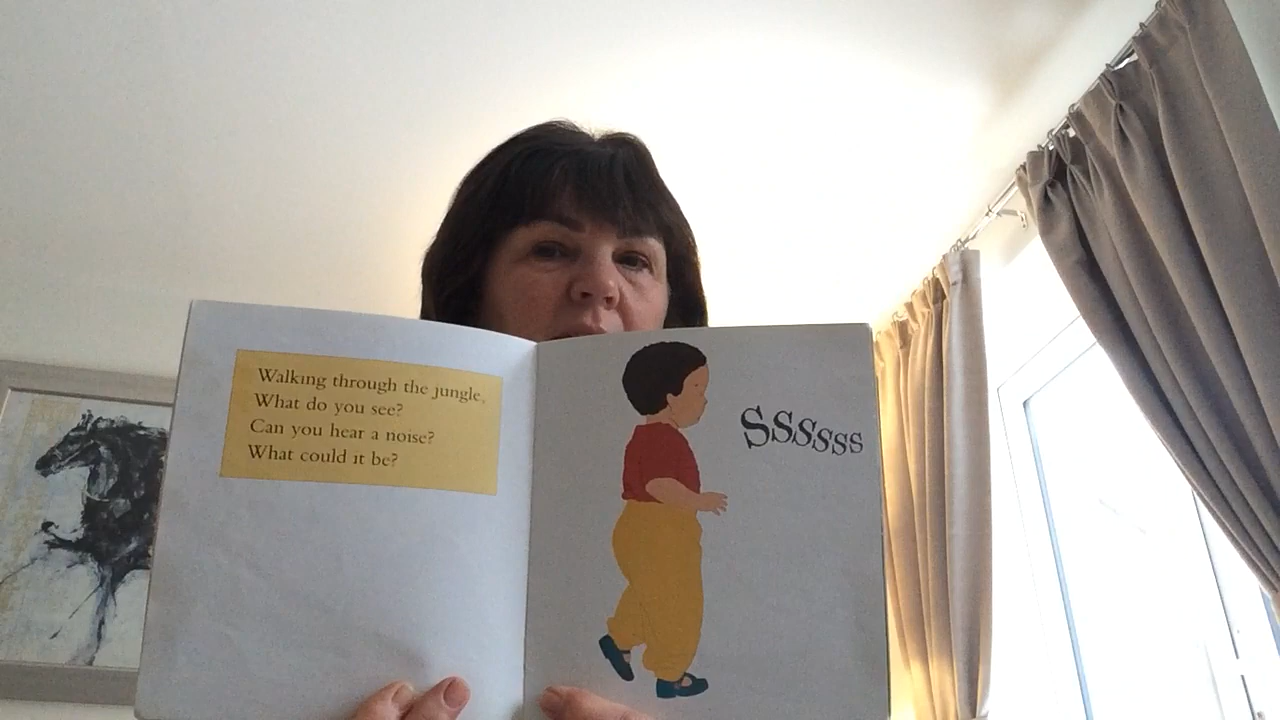 Walking through the jungle,
What do you see?
Can you hear a noise?
What could it be?
Ssssss